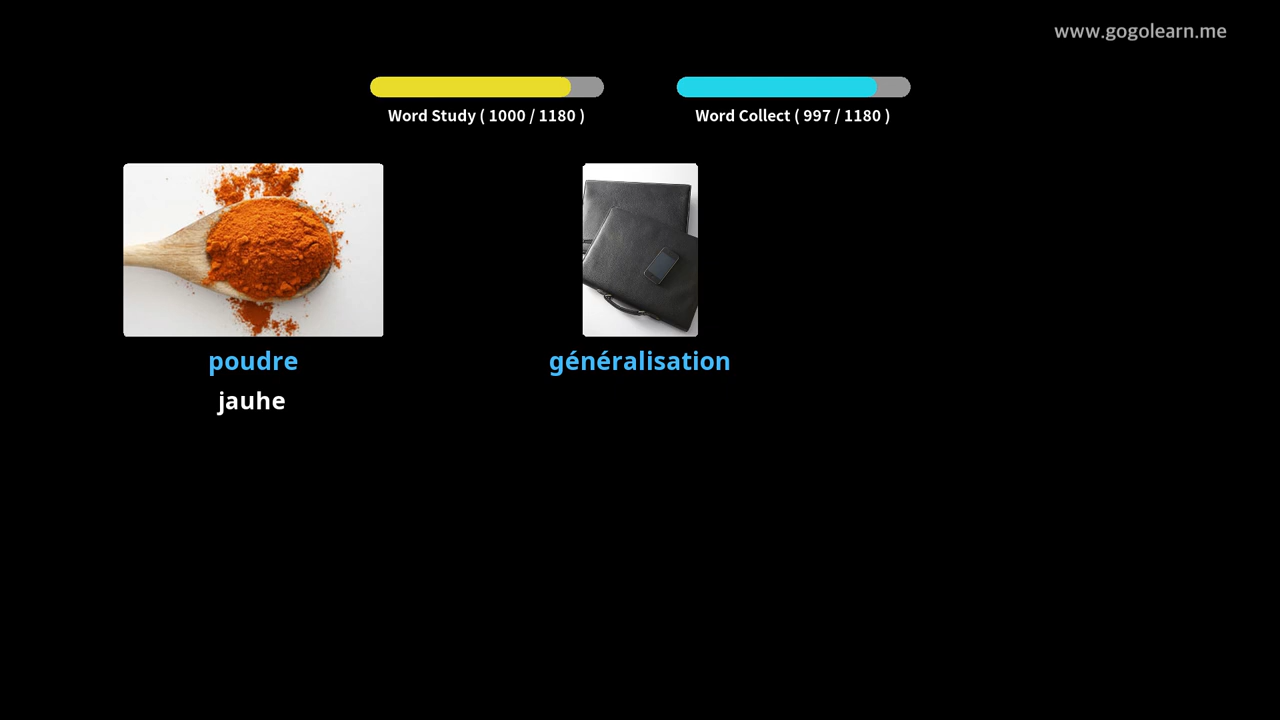 www.gogolearn.me
Word Study ( 1000 / 1180 )
Word Collect ( 997 / 1180 )
poudre
jauhe
généralisation